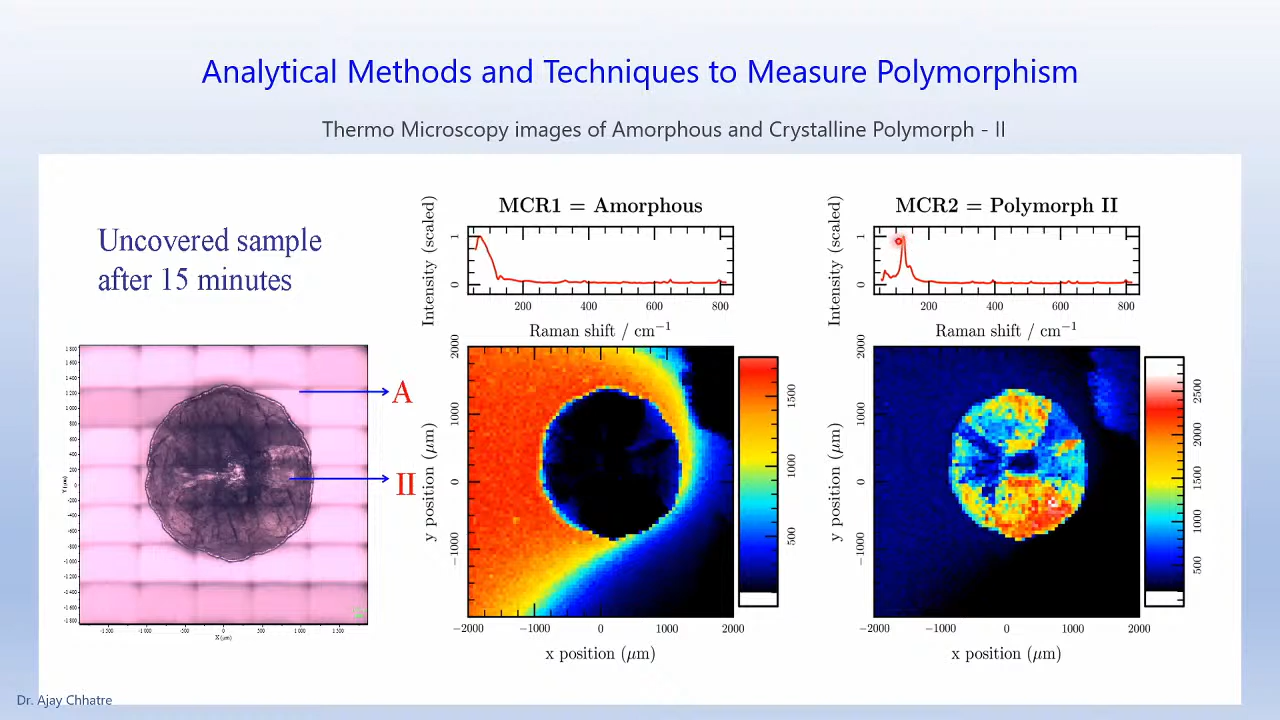 Analytical Methods and Techniques to Measure Polymorphism
Thermo Microscopy images of Amorphous and Crystalline Polymorph - II
Uncovered sample
after 15 minutes
A
II
X (μm)
MCR1 = Amorphous
Intensity (scaled)
1
0
200 400 600 800
Raman shift / cm⁻¹
y position (μm)
2000
1000
0
−1000
−2000 −1000 0 1000 2000
x position (μm)
1500
1000
500
MCR2 = Polymorph II
Intensity (scaled)
1
0
200 400 600 800
Raman shift / cm⁻¹
y position (μm)
2000
1000
0
−1000
−2000 −1000 0 1000 2000
x position (μm)
2500
2000
1500
1000
500
Dr. Ajay Chhatre